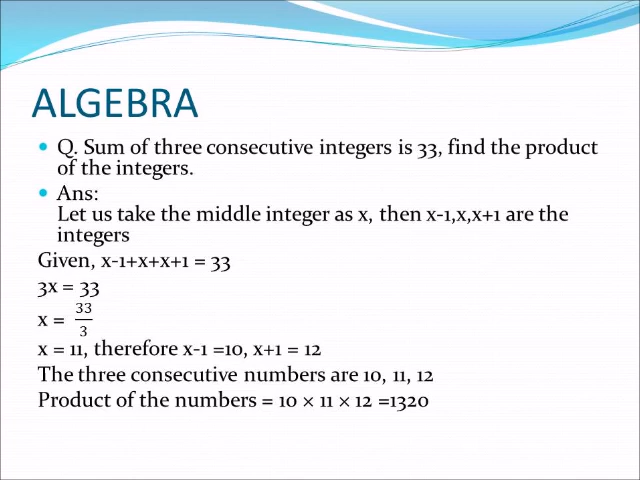 ALGEBRA
• Q. Sum of three consecutive integers is 33, find the product
of the integers.
• Ans:
Let us take the middle integer as x, then x-1,x,x+1 are the
integers
Given, x-1+x+x+1 = 33
3x = 33
x = 33/3
x = 11, therefore x-1 =10, x+1 = 12
The three consecutive numbers are 10, 11, 12
Product of the numbers = 10 × 11 × 12 =1320